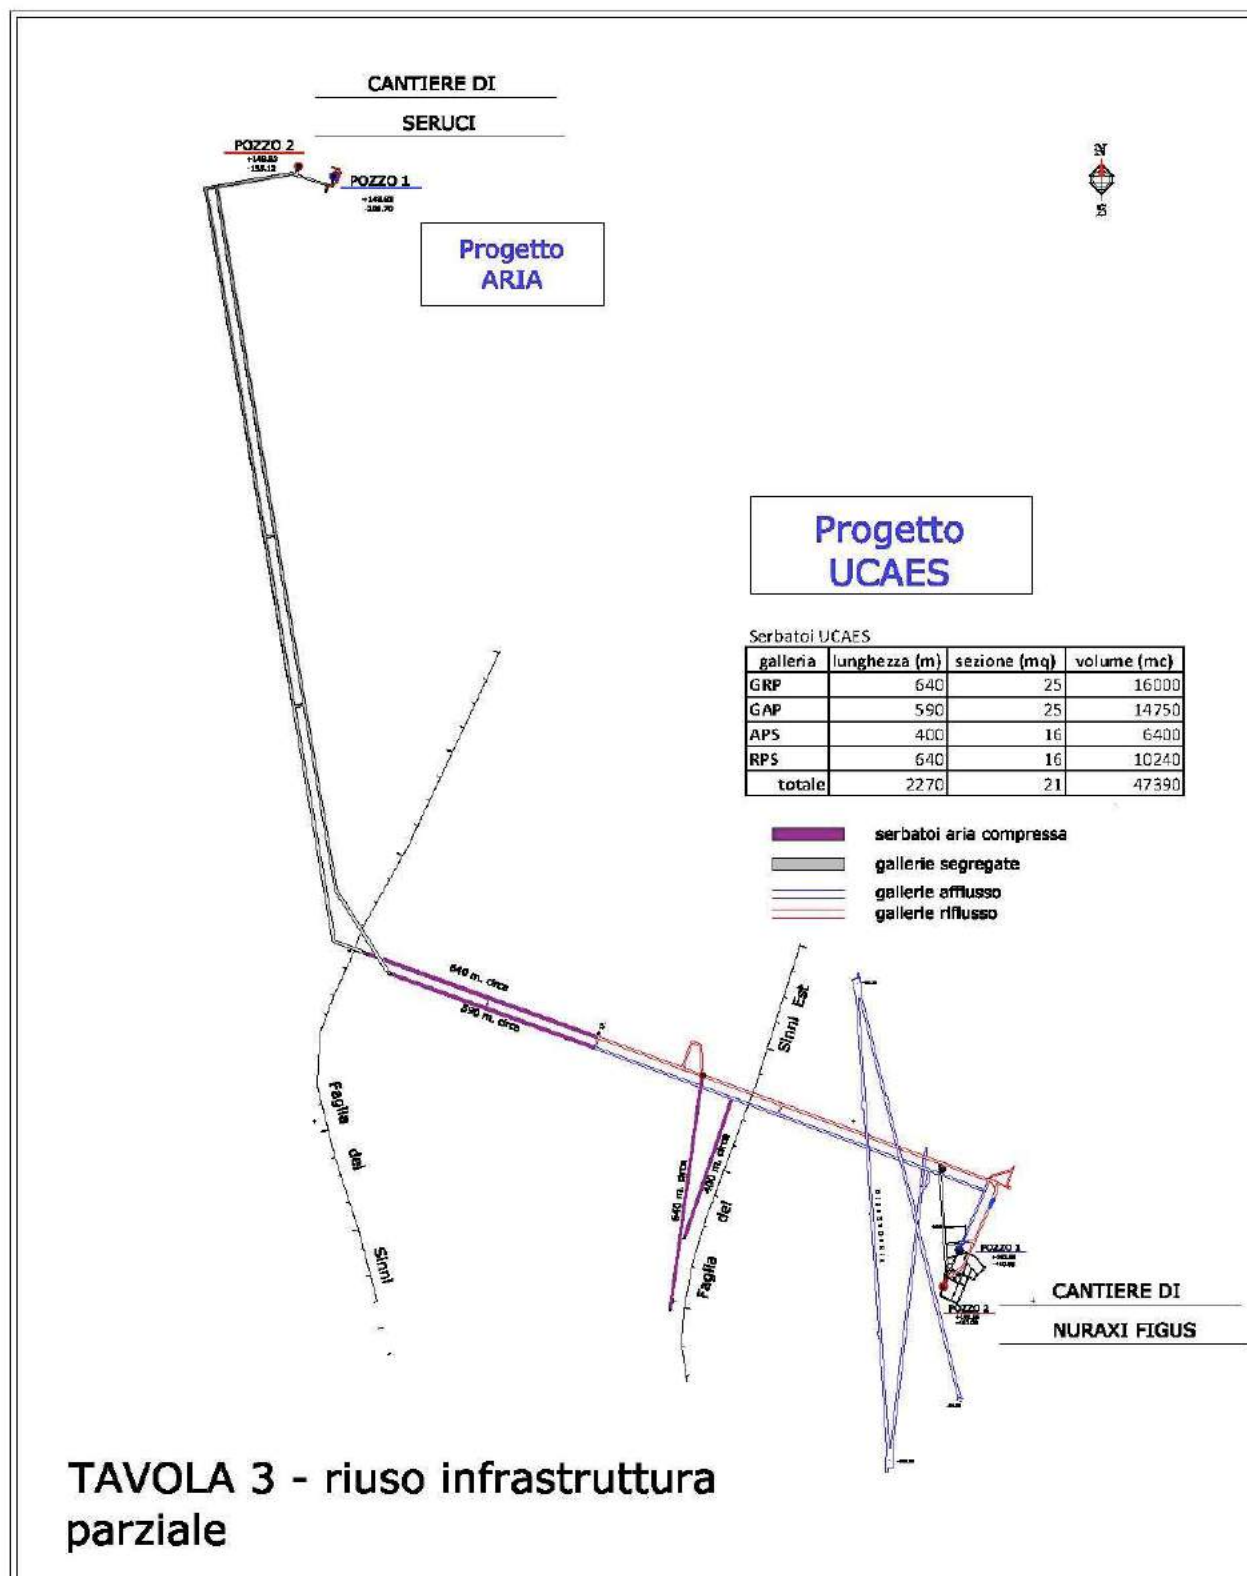 CANTIERE DI
SERUCI
POZZO 2
POZZO 1
N
S
Progetto
ARIA
Progetto
UCAES
Serbatoi UCAES
galleria lunghezza (m) sezione (mq) volume (mc)
GRP 640 25 16000
GAP 590 25 14750
APS 400 16 6400
RPS 640 16 10240
totale 2270 21 47390
serbatoi aria compressa
gallerie segregate
gallerie afflusso
gallerie riflusso
640 m. circa
590 m. circa
Sinni Est
Faglia dei
640 m. circa
400 m. circa
Faglia dei Sinni
POZZO 1
POZZO 2
CANTIERE DI
NURAXI FIGUS
TAVOLA 3 - riuso infrastruttura
parziale